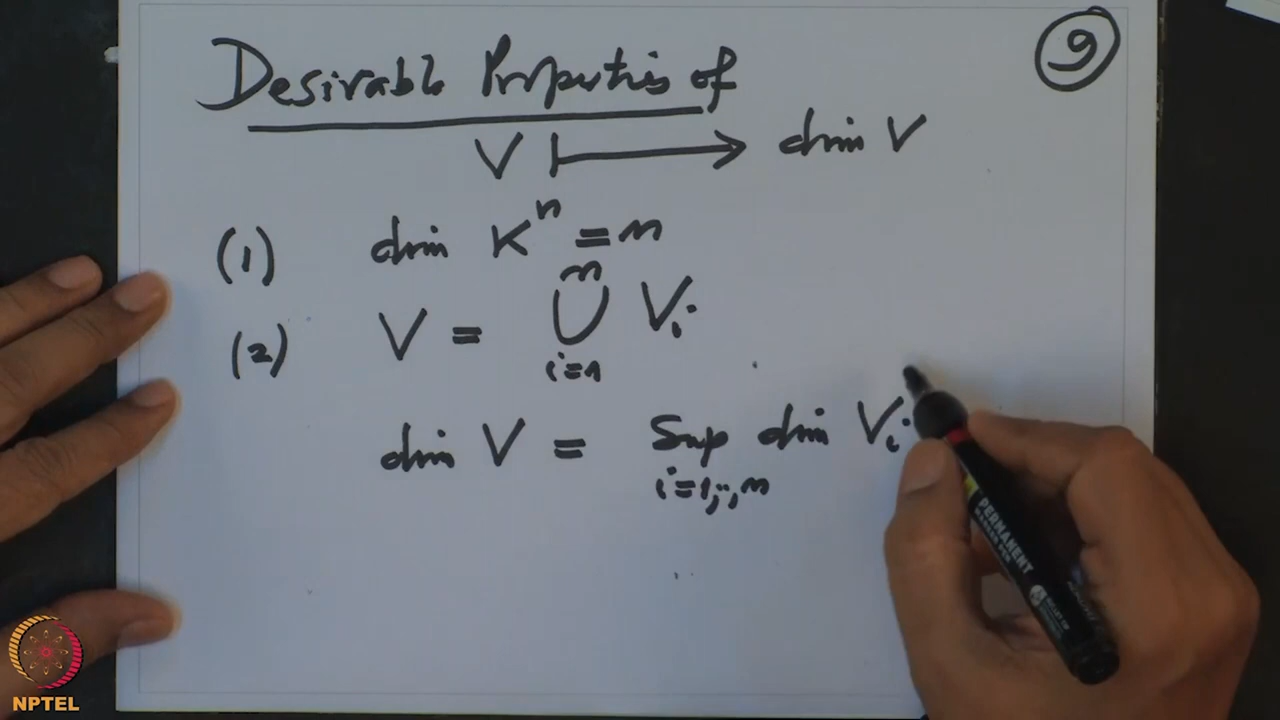 Desirable Properties of
⑨
V ⟼ dim V
(1) dim K^n = n
(2) V = ⋃_{i=1}^{n} V_i
dim V = Sup_{i=1,..,n} dim V_i
PERMANENT
NPTEL